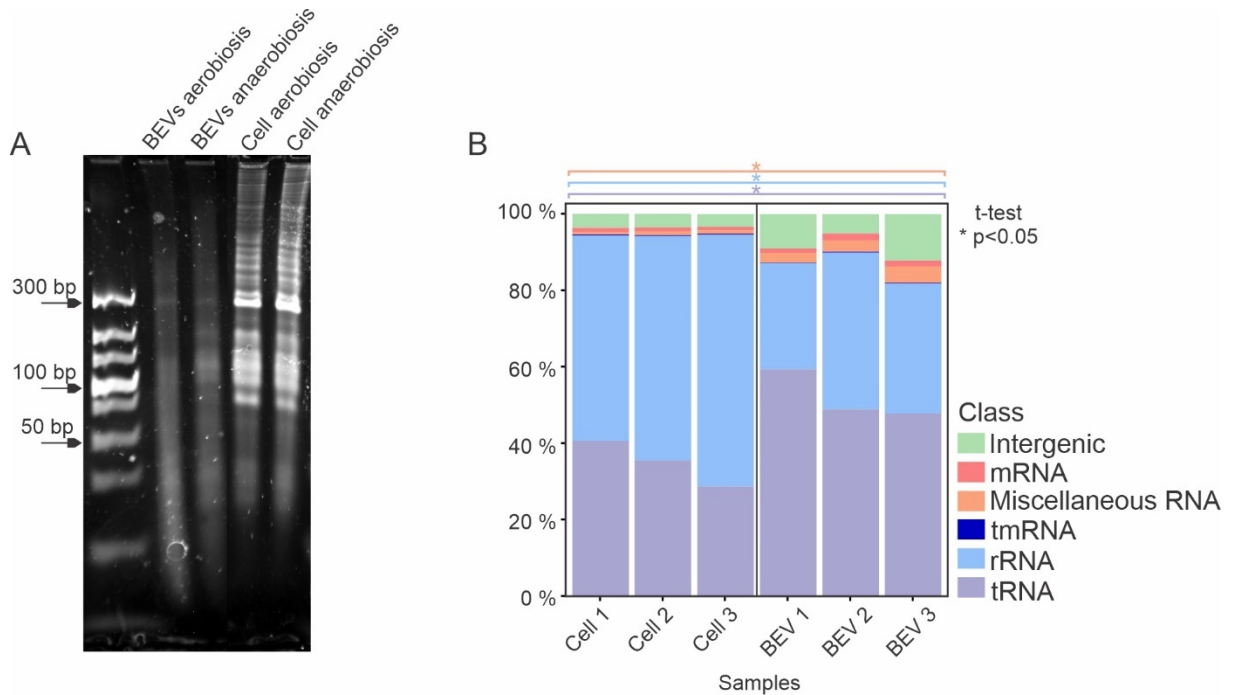 A
BEVs aerobiosis
BEVs anaerobiosis
Cell aerobiosis
Cell anaerobiosis
300 bp
100 bp
50 bp
B
*
*
*
t-test
* p<0.05
100 %
80 %
60 %
40 %
20 %
0 %
Cell 1
Cell 2
Cell 3
BEV 1
BEV 2
BEV 3
Samples
Class
Intergenic
mRNA
Miscellaneous RNA
tmRNA
rRNA
tRNA